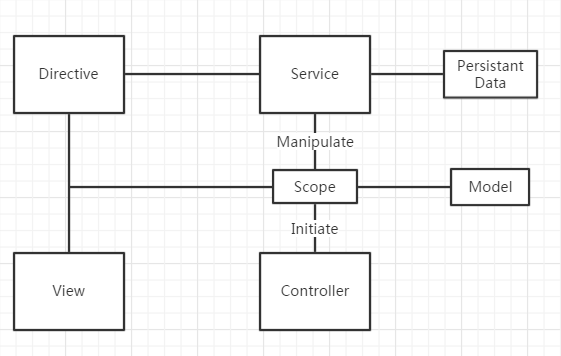 Directive
Service
Persistant
Data
Manipulate
Scope
Model
Initiate
View
Controller